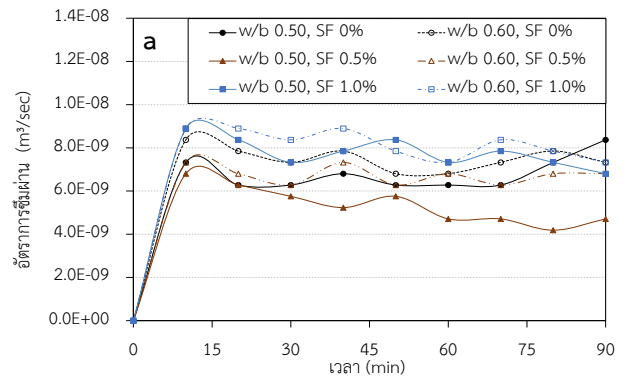 1.4E-08
1.2E-08
1.0E-08
8.0E-09
6.0E-09
4.0E-09
2.0E-09
0.0E+00
อัตราการซึมผ่าน (m³/sec)
a
w/b 0.50, SF 0%
w/b 0.60, SF 0%
w/b 0.50, SF 0.5%
w/b 0.60, SF 0.5%
w/b 0.50, SF 1.0%
w/b 0.60, SF 1.0%
0 15 30 45 60 75 90
เวลา (min)